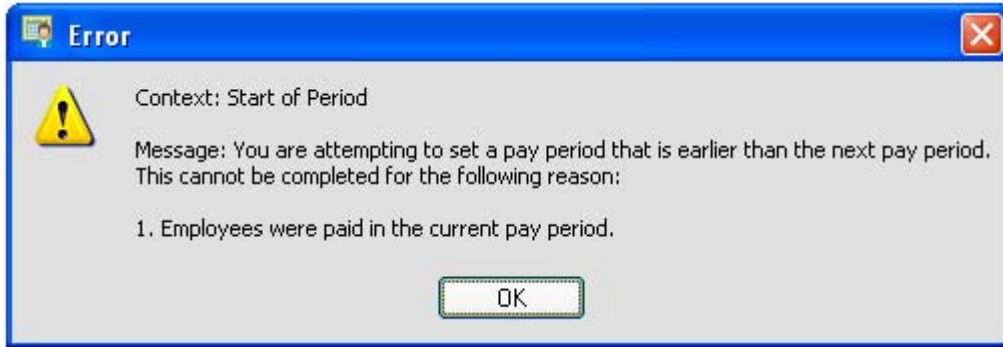 Error
Context: Start of Period
Message: You are attempting to set a pay period that is earlier than the next pay period.
This cannot be completed for the following reason:
1. Employees were paid in the current pay period.
OK